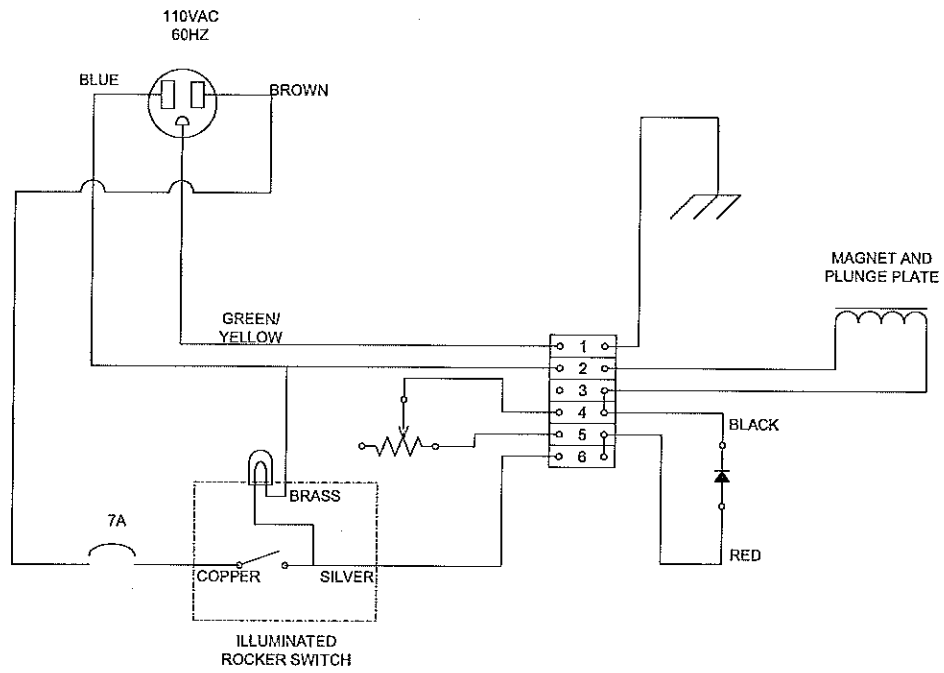 110VAC
60HZ
BLUE
BROWN
MAGNET AND
PLUNGE PLATE
GREEN/
YELLOW
1
2
3
4
5
6
BLACK
BRASS
7A
RED
COPPER
SILVER
ILLUMINATED
ROCKER SWITCH